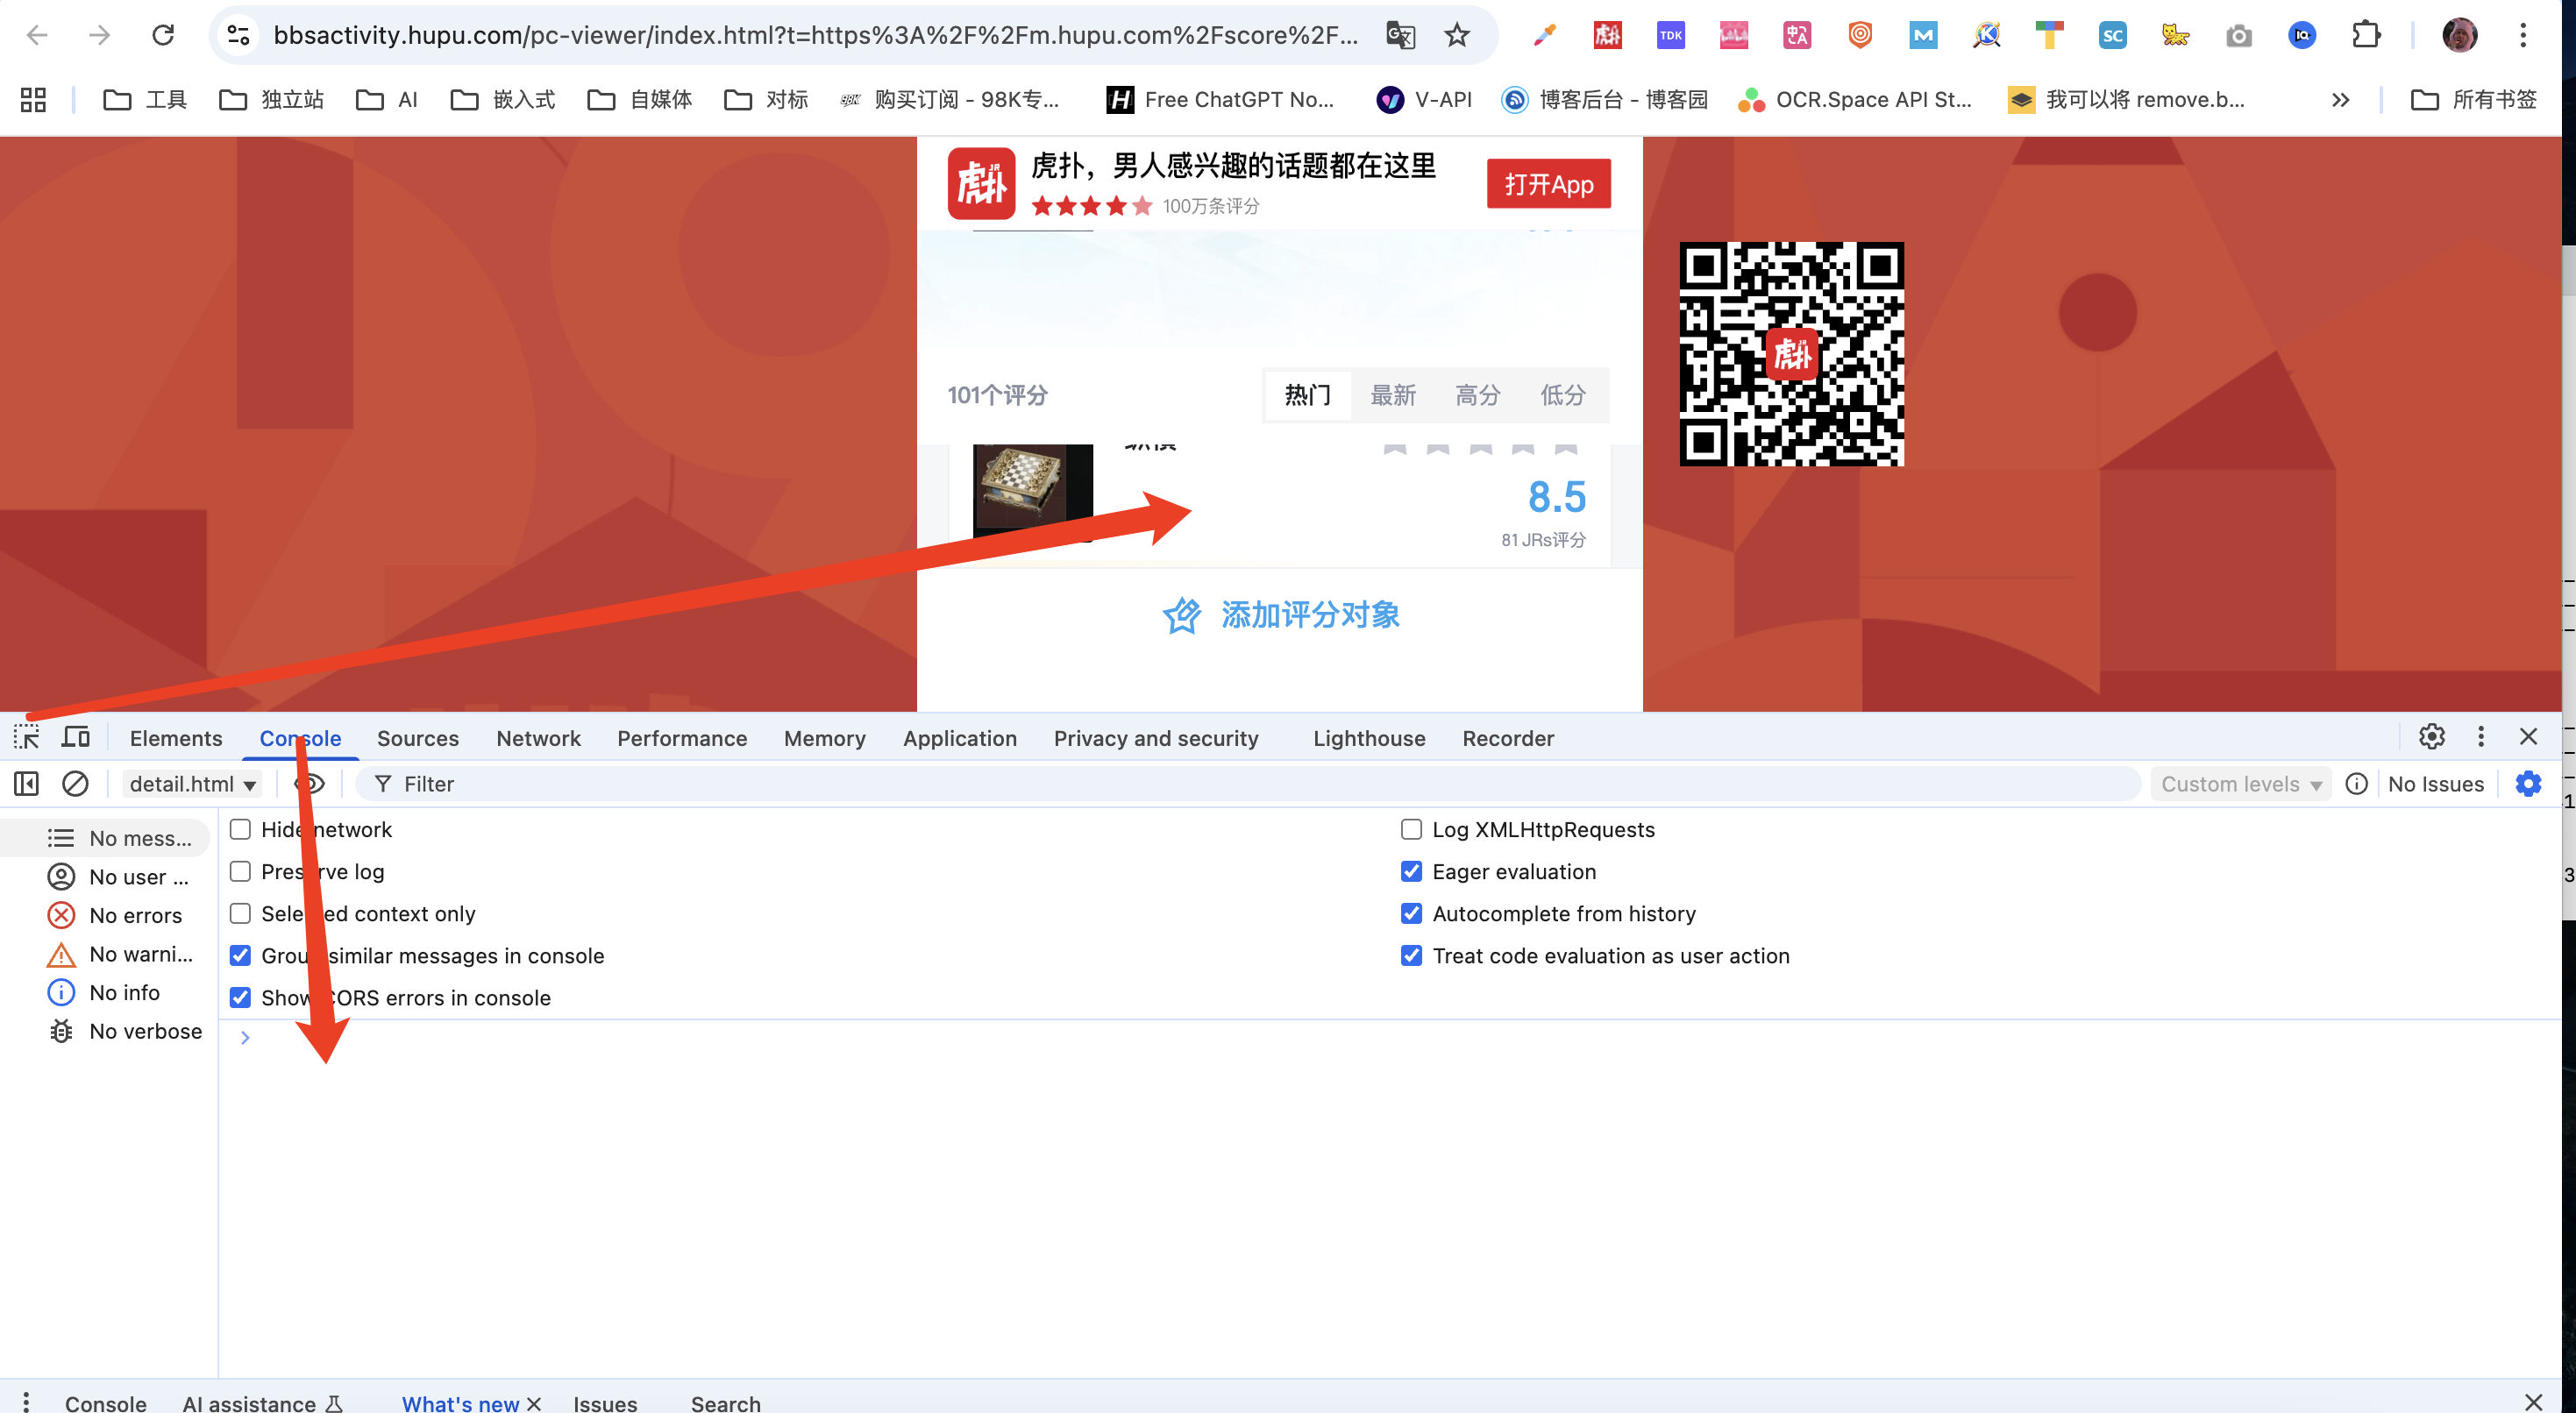 bbsactivity.hupu.com/pc-viewer/index.html?t=https%3A%2F%2Fm.hupu.com%2Fscore%2F...
工具
独立站
AI
嵌入式
自媒体
对标
购买订阅 - 98K专...
Free ChatGPT No...
V-API
博客后台 - 博客园
OCR.Space API St...
我可以将 remove.b...
所有书签
虎扑，男人感兴趣的话题都在这里
100万条评分
打开App
101个评分
热门
最新
高分
低分
8.5
81JRs评分
添加评分对象
Elements
Console
Sources
Network
Performance
Memory
Application
Privacy and security
Lighthouse
Recorder
detail.html
Filter
Custom levels
No Issues
No mess...
No user ...
No errors
No warni...
No info
No verbose
Hide network
Preserve log
Selected context only
Group similar messages in console
Show CORS errors in console
Log XMLHttpRequests
Eager evaluation
Autocomplete from history
Treat code evaluation as user action
Console
AI assistance
What's new
Issues
Search